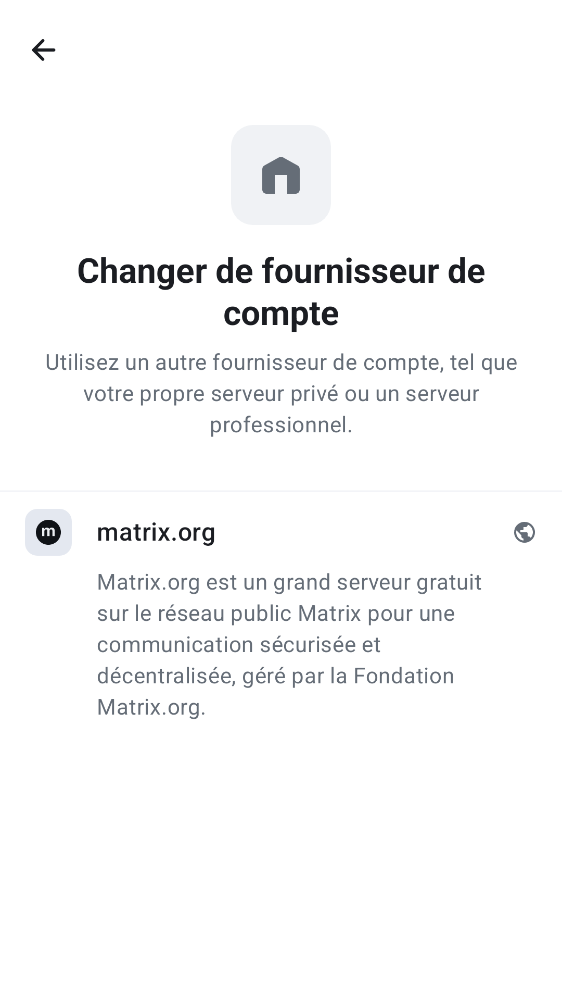 Changer de fournisseur de
compte
Utilisez un autre fournisseur de compte, tel que
votre propre serveur privé ou un serveur
professionnel.
m
matrix.org
Matrix.org est un grand serveur gratuit
sur le réseau public Matrix pour une
communication sécurisée et
décentralisée, géré par la Fondation
Matrix.org.